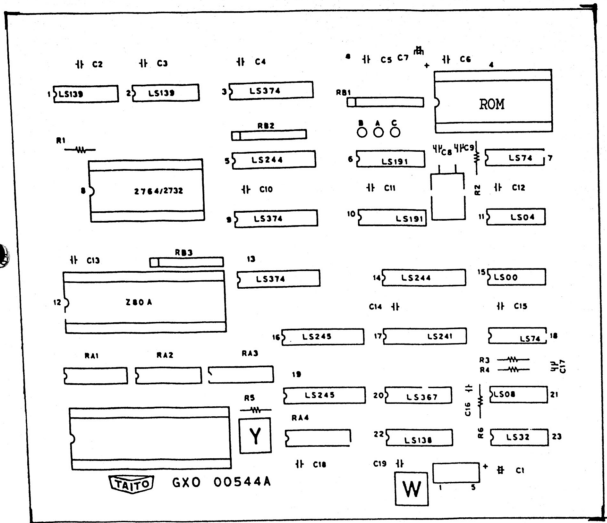 C2 C3 C4 8 C5 C7 + C6 4
1 LS139 2 LS139 3 LS374 RB1 ROM
RB2 B A C
R1 5 LS244 6 LS191 C8 C9 LS74 7
8 2764/2732 C10 C11 R2 C12
9 LS374 10 LS191 11 LS04
C13 RB3 13
12 Z80A LS374 14 LS244 15 LS00
C14 C15
16 LS245 17 LS241 LS74 18
RA1 RA2 RA3 19 R3 C17
R4
LS245 20 LS367 LS08 21
R5 C16
Y RA4 22 LS138 R6 LS32 23
TAITO GXO 00544A C18 C19 W 1 5 + C1